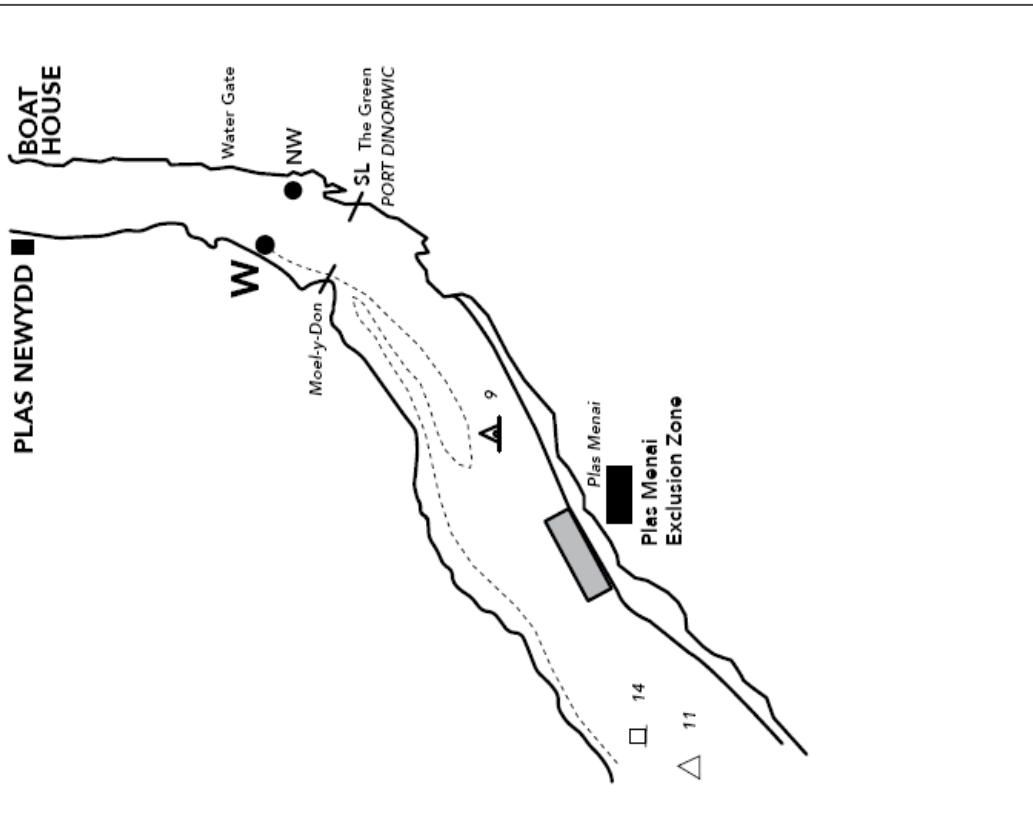 PLAS NEWYDD
BOAT
HOUSE
Water Gate
NW
W
SL The Green
PORT DINORWIC
Moel-y-Don
9
Plas Menai
Plas Menai
Exclusion Zone
14
11